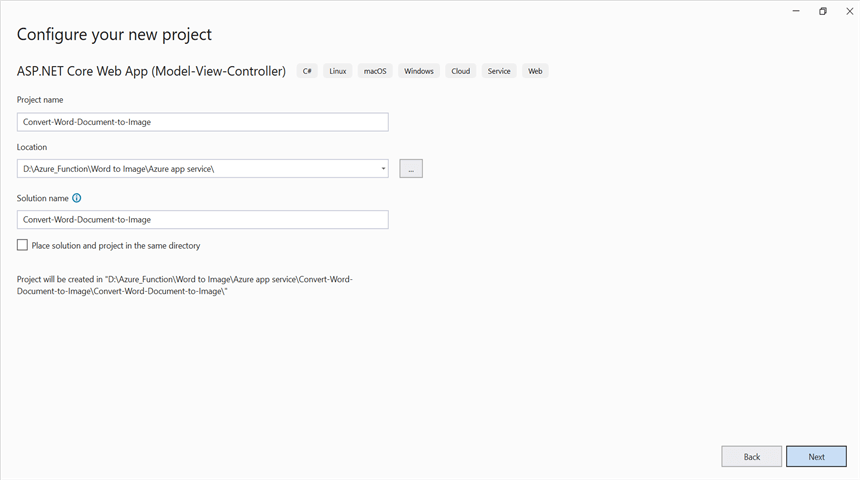 Configure your new project
ASP.NET Core Web App (Model-View-Controller) C# Linux macOS Windows Cloud Service Web
Project name
Convert-Word-Document-to-Image
Location
D:\Azure_Function\Word to Image\Azure app service\
...
Solution name
Convert-Word-Document-to-Image
Place solution and project in the same directory
Project will be created in "D:\Azure_Function\Word to Image\Azure app service\Convert-Word-
Document-to-Image\Convert-Word-Document-to-Image\"
Back Next